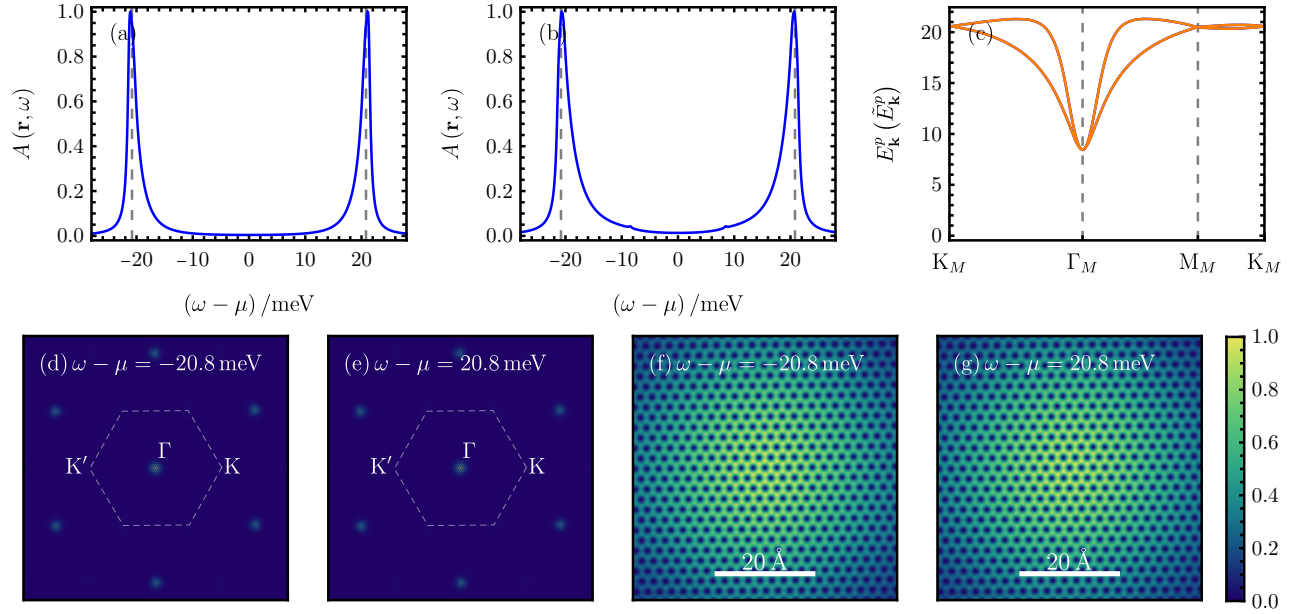 (a)
A (r, ω)
1.0
0.8
0.6
0.4
0.2
0.0
−20 −10 0 10 20
(ω − μ) /meV
(b)
A (r, ω)
1.0
0.8
0.6
0.4
0.2
0.0
−20 −10 0 10 20
(ω − μ) /meV
(c)
E^p_k (Ẽ^p_k)
20
15
10
5
0
K_M Γ_M M_M K_M
(d) ω − μ = −20.8 meV
K′ Γ K
(e) ω − μ = 20.8 meV
K′ Γ K
(f) ω − μ = −20.8 meV
20 Å
(g) ω − μ = 20.8 meV
20 Å
1.0
0.8
0.6
0.4
0.2
0.0